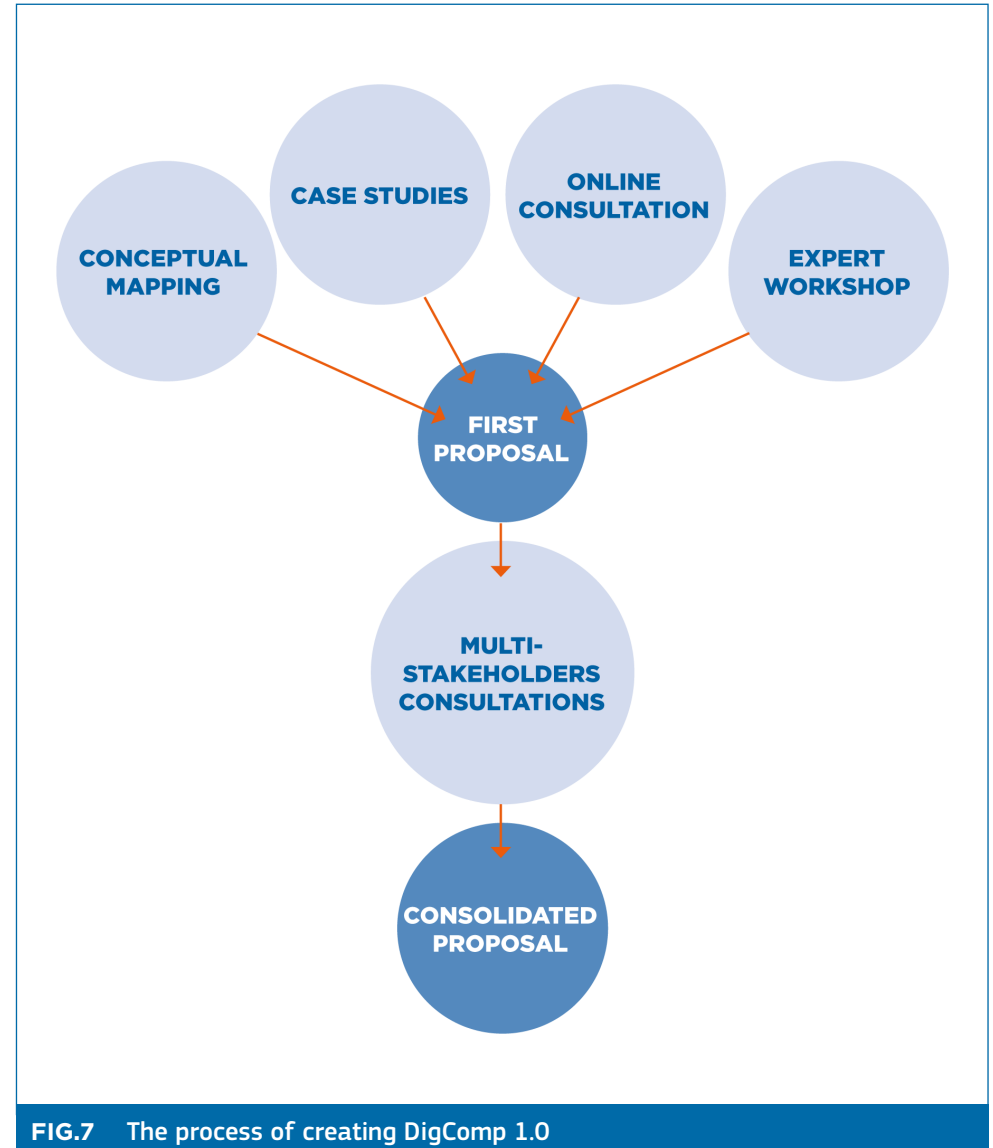 CONCEPTUAL
MAPPING
CASE STUDIES
ONLINE
CONSULTATION
EXPERT
WORKSHOP
FIRST
PROPOSAL
MULTI-
STAKEHOLDERS
CONSULTATIONS
CONSOLIDATED
PROPOSAL
FIG.7 The process of creating DigComp 1.0